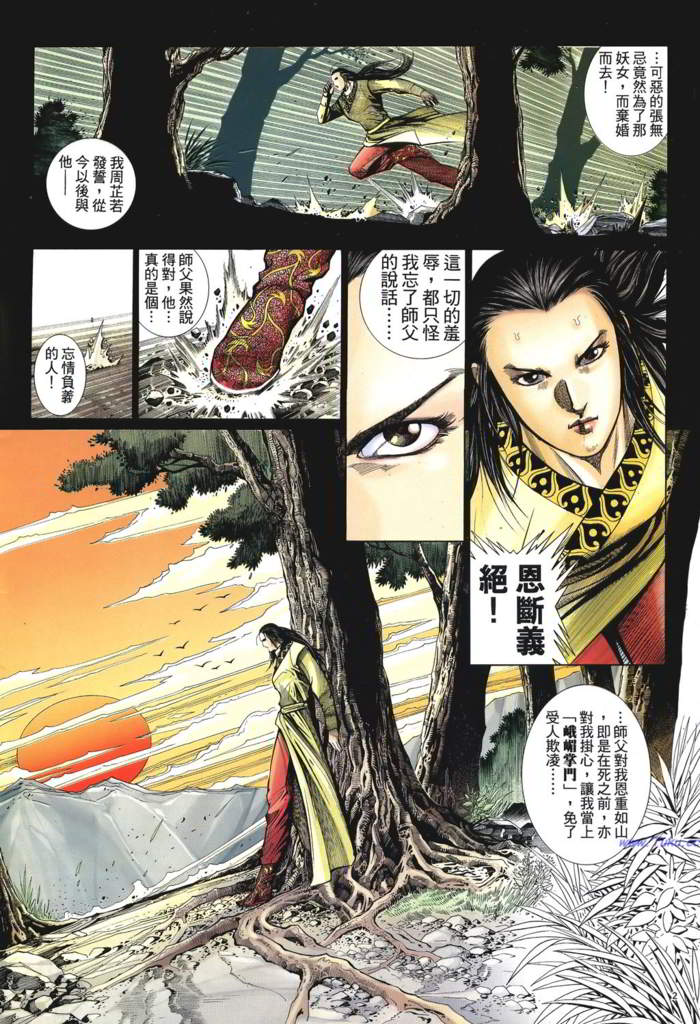 …可惡的張無
忌竟然為了那
妖女，而棄婚
而去！
我周芷若
發誓，從
今以後與
他——
恩斷義
絕！
這一切的羞
辱，都只怪
我忘了師父
的說話……
師父果然說
得對，他…
真的是個…
忘情負義
的人！
…師父對我恩重如山
，即是在死之前，亦
對我掛心，讓我當上
「峨嵋掌門」，免了
受人欺凌……
2